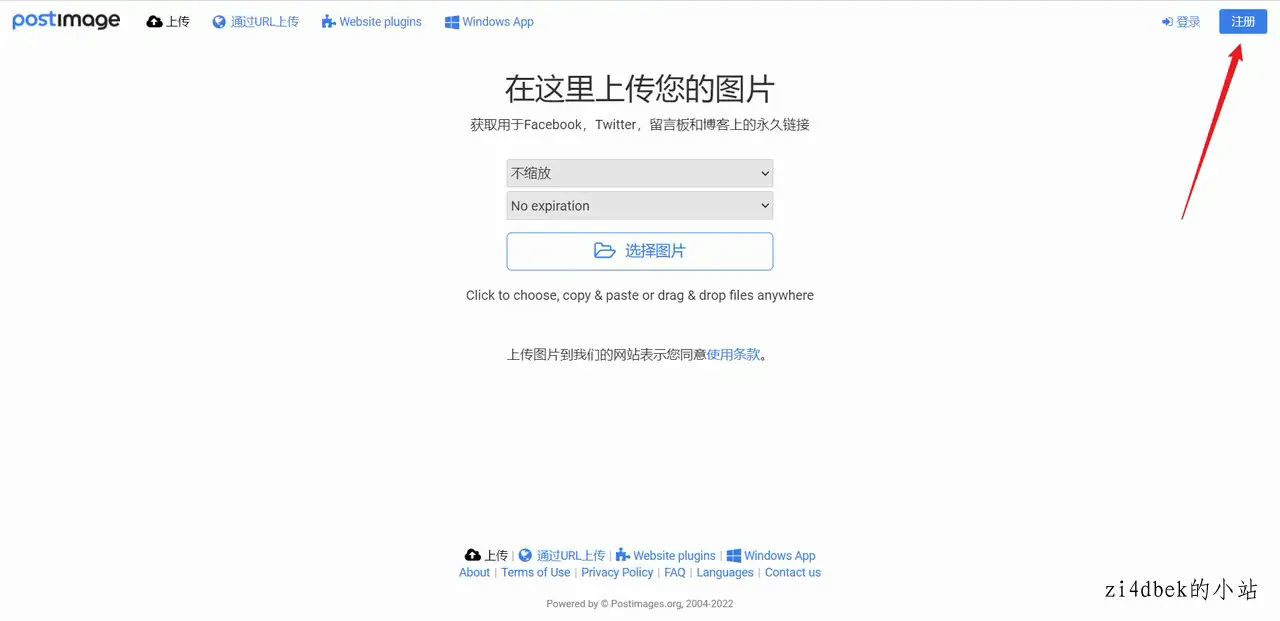 postimage 上传 通过URL上传 Website plugins Windows App 登录 注册
在这里上传您的图片
获取用于Facebook，Twitter，留言板和博客上的永久链接
不缩放
No expiration
选择图片
Click to choose, copy & paste or drag & drop files anywhere
上传图片到我们的网站表示您同意使用条款。
上传 | 通过URL上传 | Website plugins | Windows App
About | Terms of Use | Privacy Policy | FAQ | Languages | Contact us
Powered by © Postimages.org, 2004-2022
zi4dbek的小站